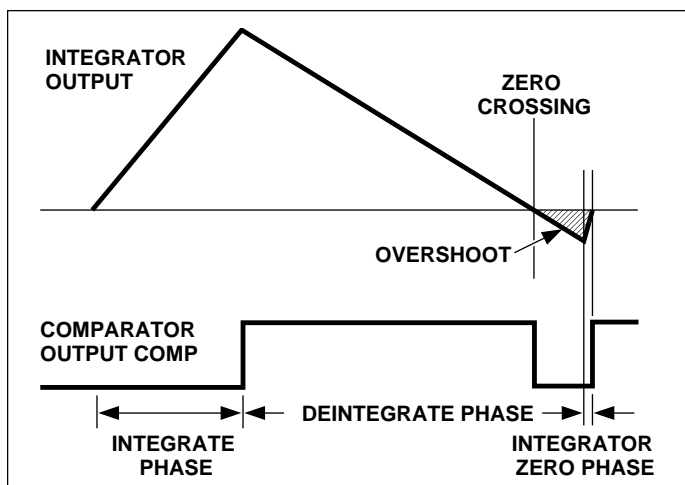 INTEGRATOR
OUTPUT
ZERO
CROSSING
OVERSHOOT
COMPARATOR
OUTPUT COMP
DEINTEGRATE PHASE
INTEGRATE
PHASE
INTEGRATOR
ZERO PHASE